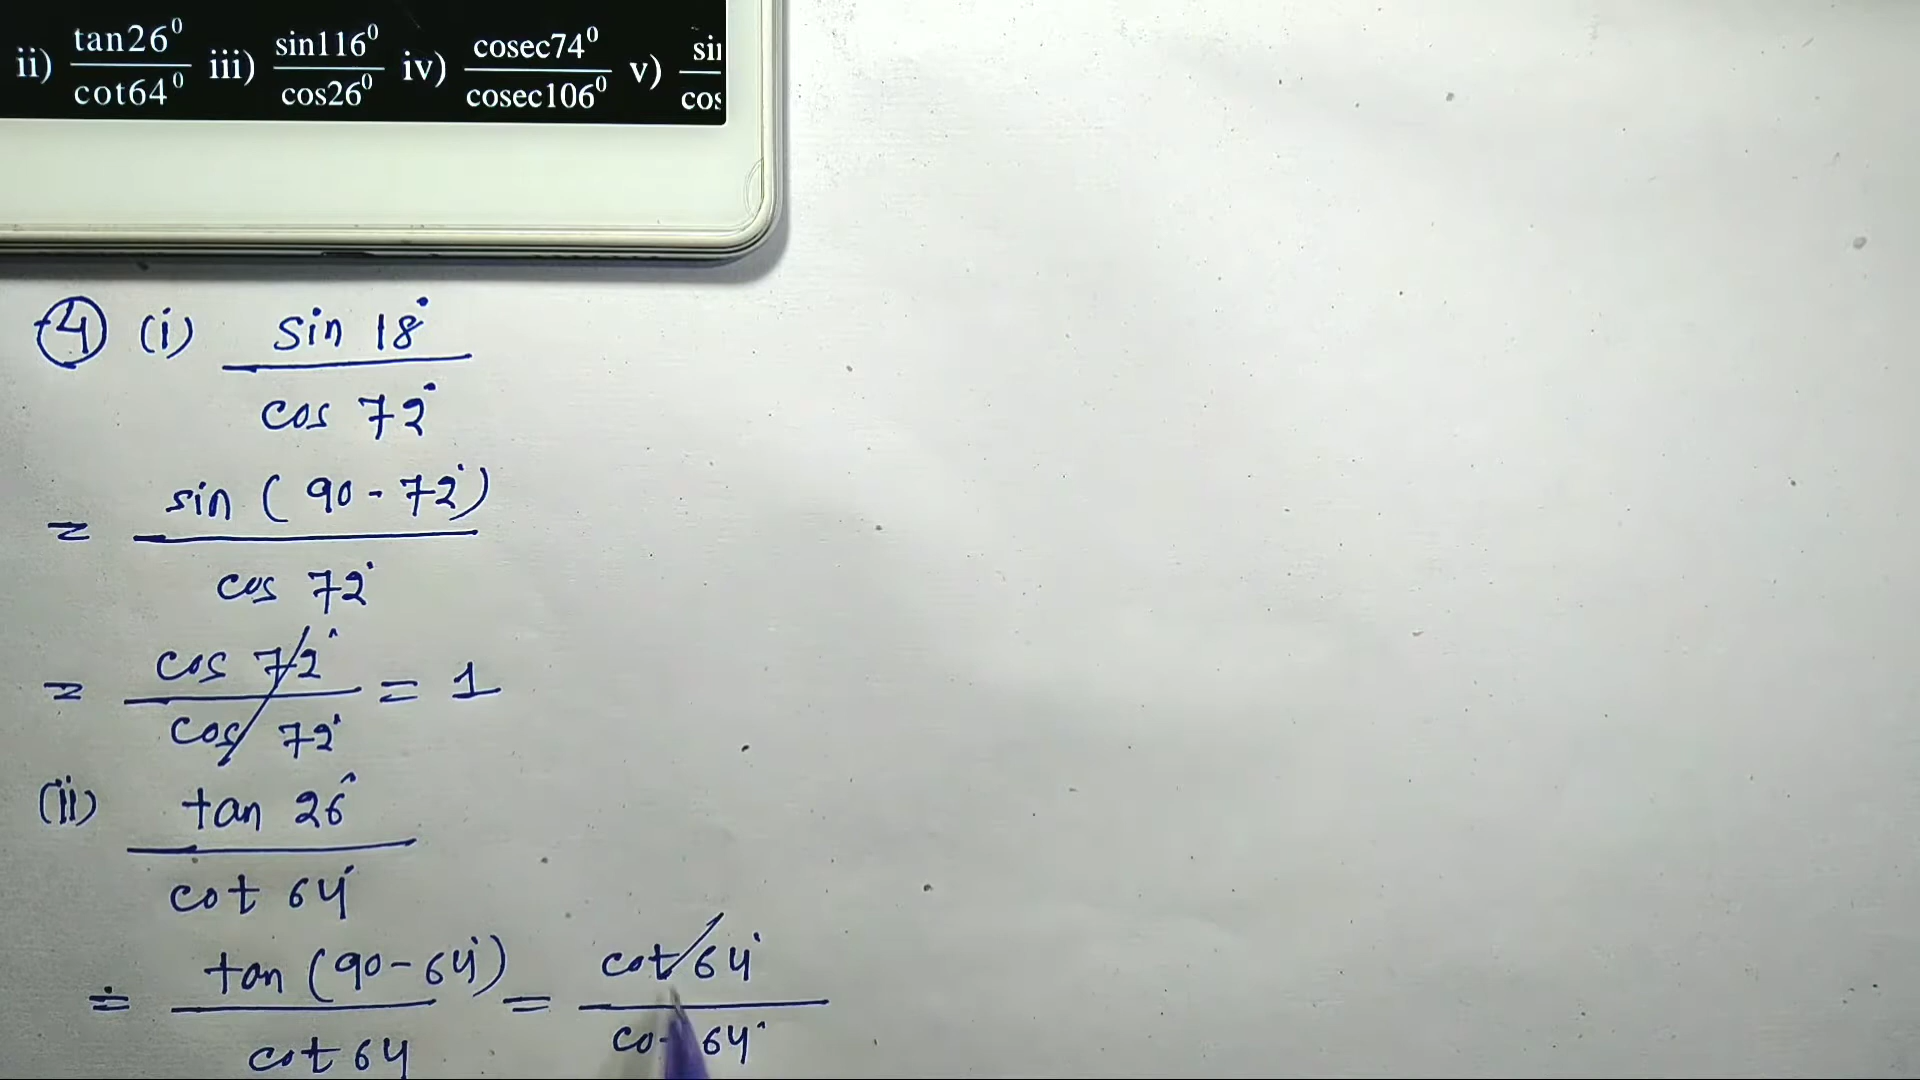 ii) tan26⁰/cot64⁰ iii) sin116⁰/cos26⁰ iv) cosec74⁰/cosec106⁰ v)
④ (i) sin 18°
cos 72°
= sin (90 - 72°)
cos 72°
= cos 72° / cos 72° = 1
(ii) tan 26°
cot 64°
= tan (90 - 64°) / cot 64 = cot 64° / co 64°